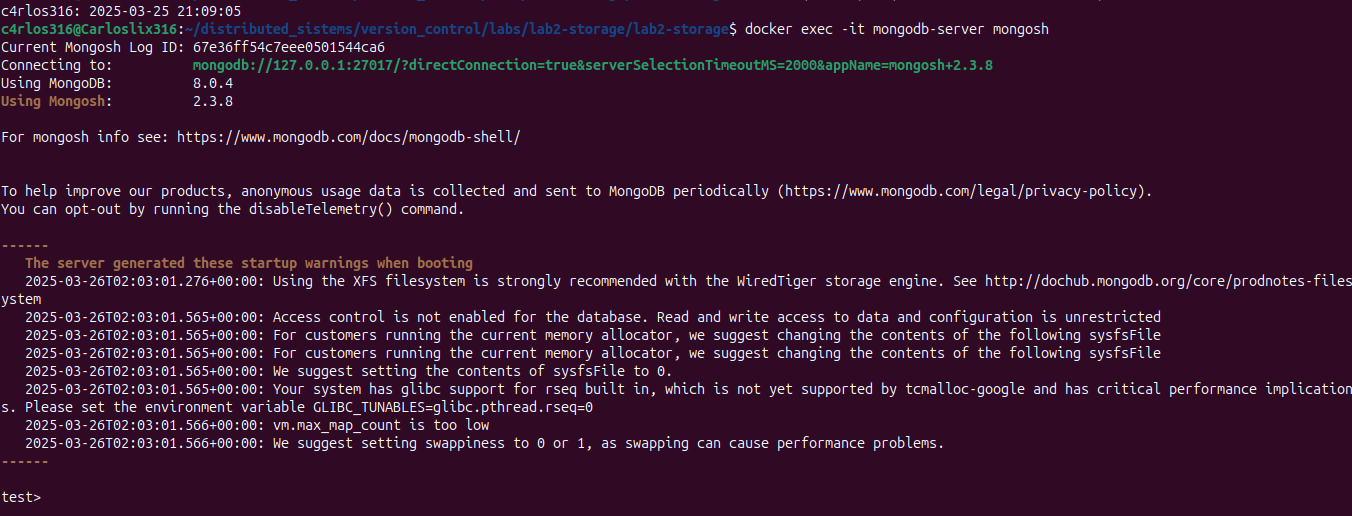 c4rlos316: 2025-03-25 21:09:05
c4rlos316@Carloslix316:~/distributed_sistems/version_control/labs/lab2-storage/lab2-storage$ docker exec -it mongodb-server mongosh
Current Mongosh Log ID: 67e36ff54c7eee0501544ca6
Connecting to:          mongodb://127.0.0.1:27017/?directConnection=true&serverSelectionTimeoutMS=2000&appName=mongosh+2.3.8
Using MongoDB:          8.0.4
Using Mongosh:          2.3.8
For mongosh info see: https://www.mongodb.com/docs/mongodb-shell/
To help improve our products, anonymous usage data is collected and sent to MongoDB periodically (https://www.mongodb.com/legal/privacy-policy).
You can opt-out by running the disableTelemetry() command.
------
   The server generated these startup warnings when booting
   2025-03-26T02:03:01.276+00:00: Using the XFS filesystem is strongly recommended with the WiredTiger storage engine. See http://dochub.mongodb.org/core/prodnotes-files
ystem
   2025-03-26T02:03:01.565+00:00: Access control is not enabled for the database. Read and write access to data and configuration is unrestricted
   2025-03-26T02:03:01.565+00:00: For customers running the current memory allocator, we suggest changing the contents of the following sysfsFile
   2025-03-26T02:03:01.565+00:00: For customers running the current memory allocator, we suggest changing the contents of the following sysfsFile
   2025-03-26T02:03:01.565+00:00: We suggest setting the contents of sysfsFile to 0.
   2025-03-26T02:03:01.565+00:00: Your system has glibc support for rseq built in, which is not yet supported by tcmalloc-google and has critical performance implication
s. Please set the environment variable GLIBC_TUNABLES=glibc.pthread.rseq=0
   2025-03-26T02:03:01.566+00:00: vm.max_map_count is too low
   2025-03-26T02:03:01.566+00:00: We suggest setting swappiness to 0 or 1, as swapping can cause performance problems.
------
test>